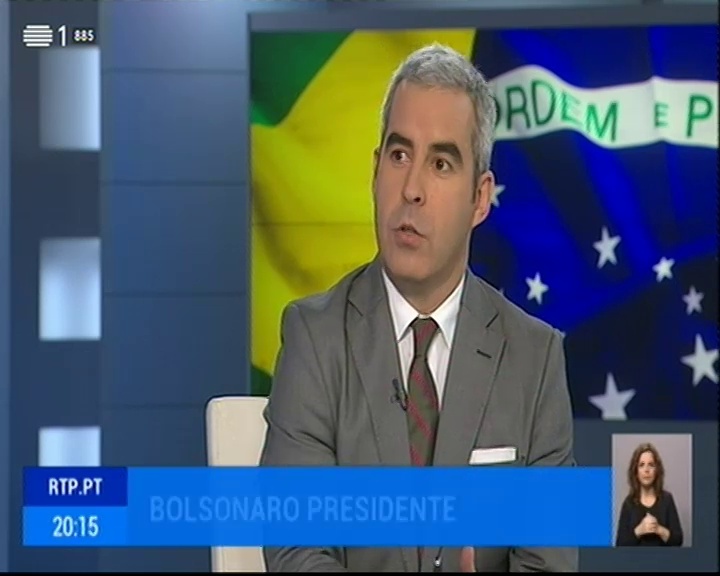 1 885
ORDEM E P
RTP.PT
BOLSONARO PRESIDENTE
20:15